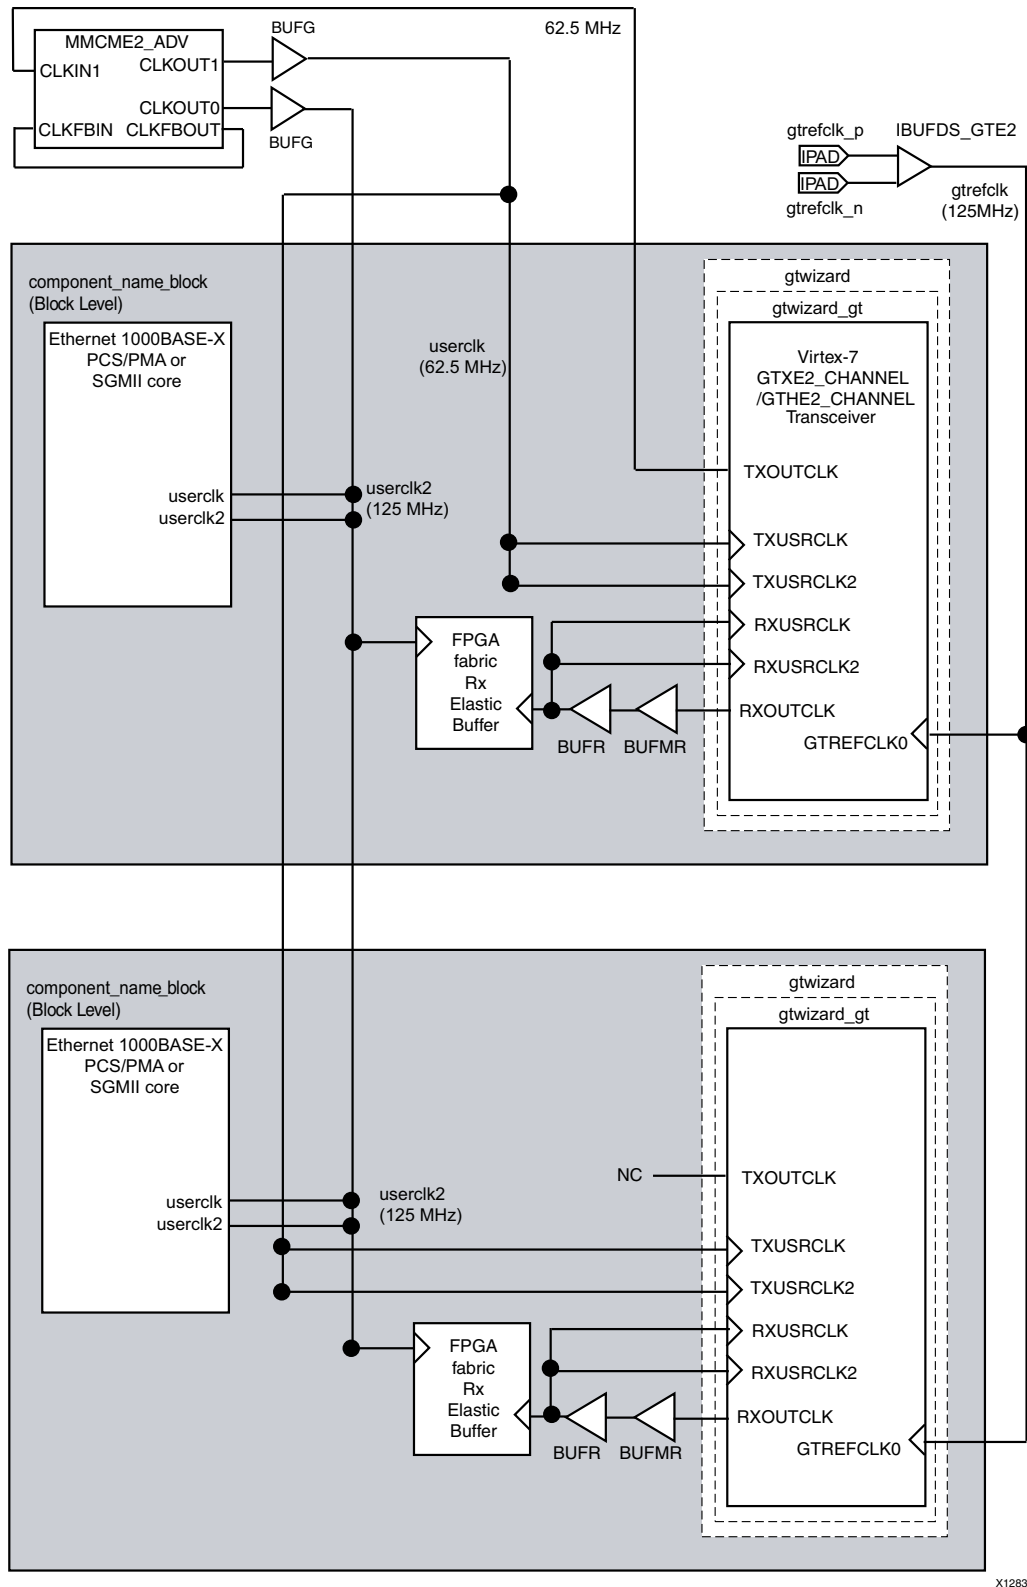 62.5 MHz
BUFG
MMCME2_ADV
CLKIN1
CLKOUT1
CLKOUT0
CLKFBIN
CLKFBOUT
BUFG
gtrefclk_p
IBUFDS_GTE2
IPAD
IPAD
gtrefclk_n
gtrefclk
(125MHz)
component_name_block
(Block Level)
gtwizard
gtwizard_gt
Ethernet 1000BASE-X
PCS/PMA or
SGMII core
userclk
(62.5 MHz)
Virtex-7
GTXE2_CHANNEL
/GTHE2_CHANNEL
Transceiver
TXOUTCLK
userclk
userclk2
userclk2
(125 MHz)
TXUSRCLK
TXUSRCLK2
RXUSRCLK
RXUSRCLK2
RXOUTCLK
GTREFCLK0
FPGA
fabric
Rx
Elastic
Buffer
BUFR
BUFMR
component_name_block
(Block Level)
gtwizard
gtwizard_gt
Ethernet 1000BASE-X
PCS/PMA or
SGMII core
NC
TXOUTCLK
userclk
userclk2
userclk2
(125 MHz)
TXUSRCLK
TXUSRCLK2
RXUSRCLK
RXUSRCLK2
RXOUTCLK
GTREFCLK0
FPGA
fabric
Rx
Elastic
Buffer
BUFR
BUFMR
X1283